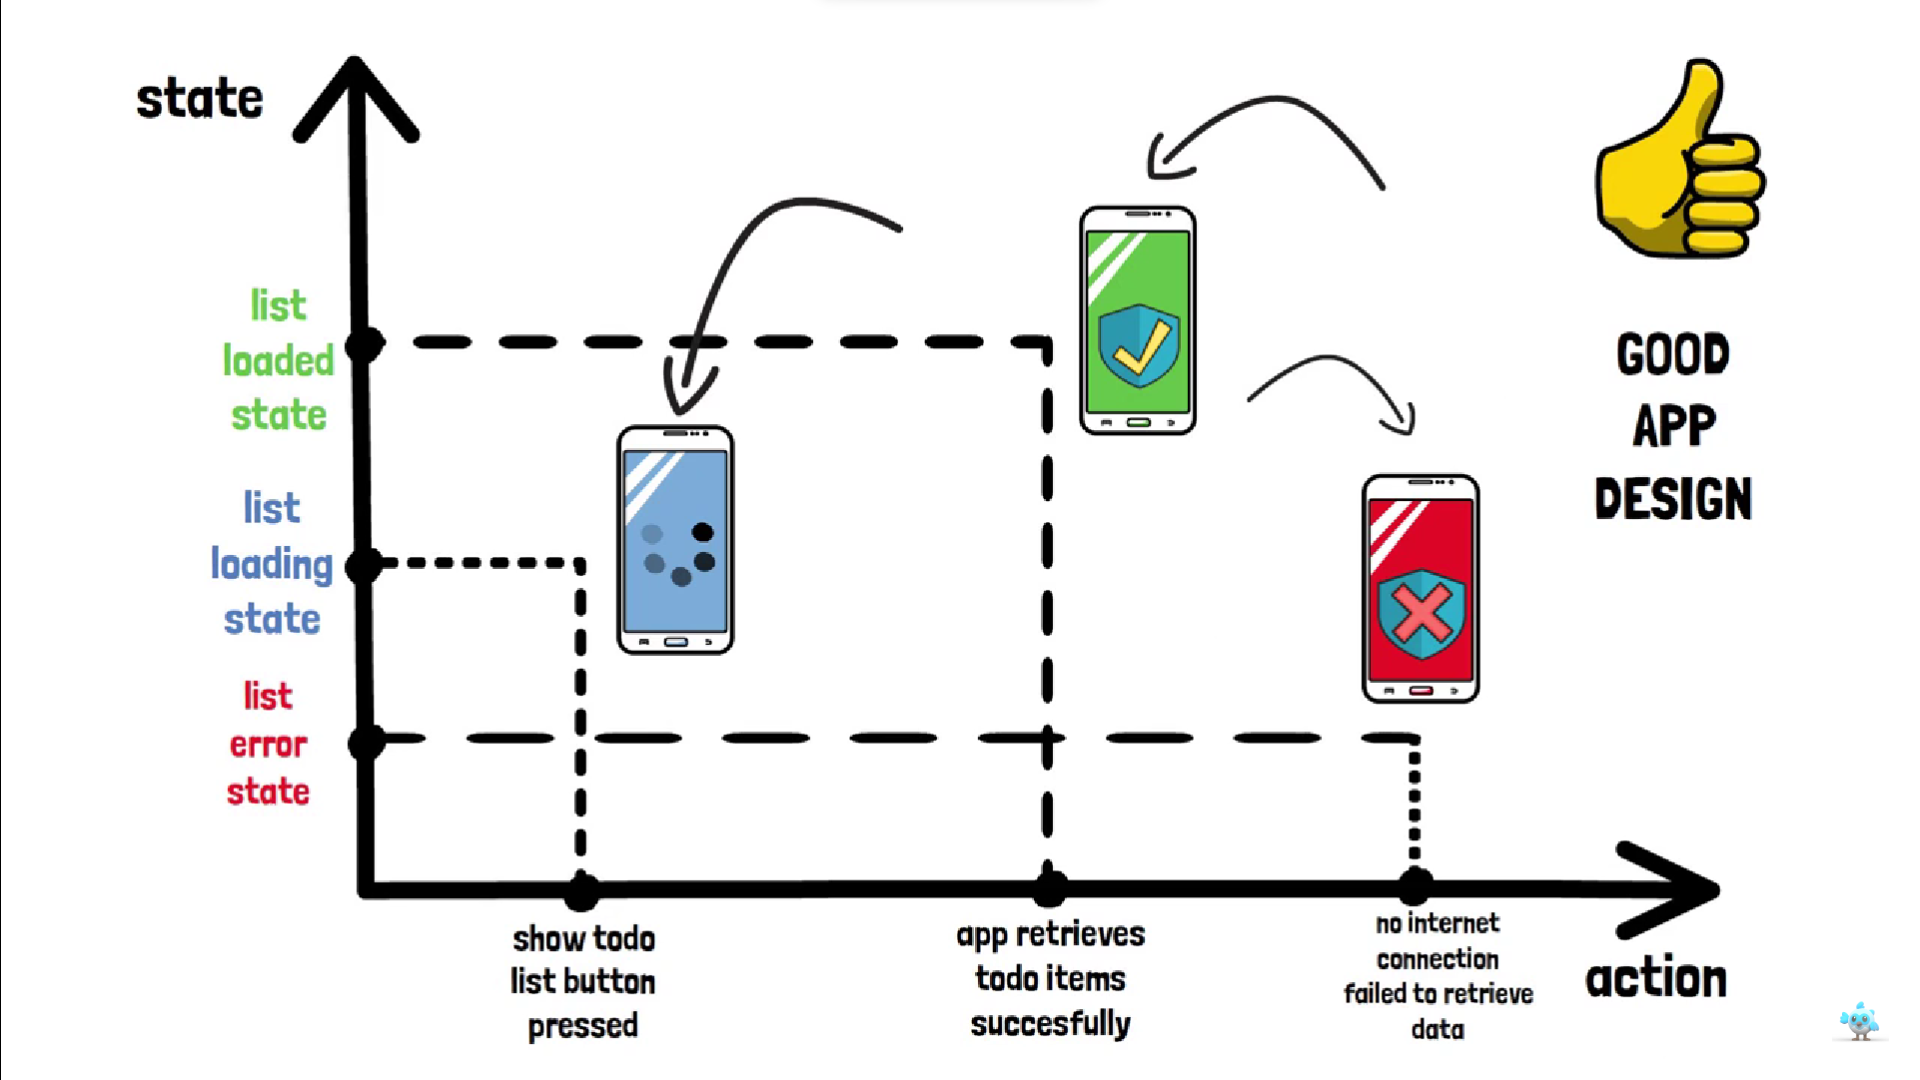 state
list
loaded
state
list
loading
state
list
error
state
GOOD
APP
DESIGN
show todo
list button
pressed
app retrieves
todo items
succesfully
no internet
connection
failed to retrieve
data
action